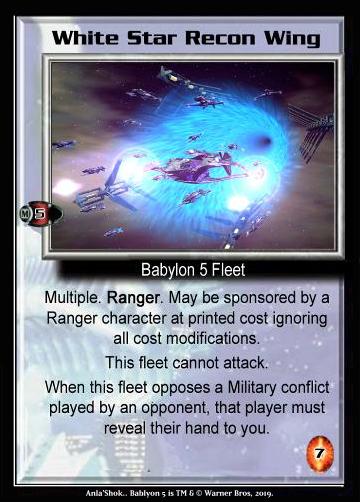 White Star Recon Wing
M 5
Babylon 5 Fleet
Multiple. Ranger. May be sponsored by a
Ranger character at printed cost ignoring
all cost modifications.
This fleet cannot attack.
When this fleet opposes a Military conflict
played by an opponent, that player must
reveal their hand to you.
7
Anla'Shok.. Bablyon 5 is TM & © Warner Bros, 2019.